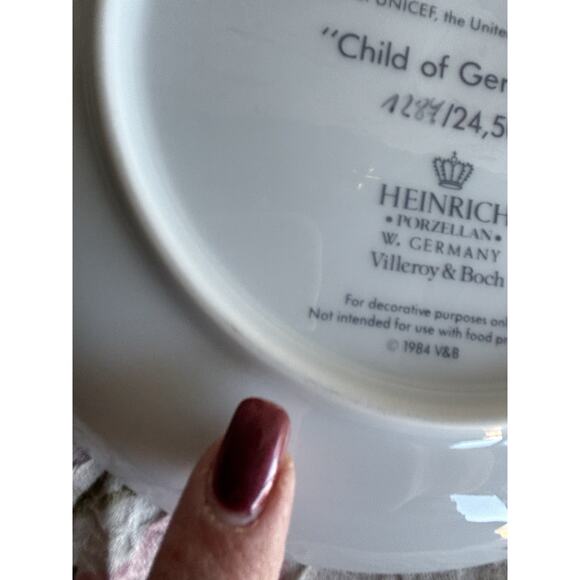 UNICEF, the United
"Child of Ger
1284/24,50
HEINRICH
• PORZELLAN •
W. GERMANY
Villeroy & Boch
For decorative purposes onl
Not intended for use with food pr
© 1984 V&B